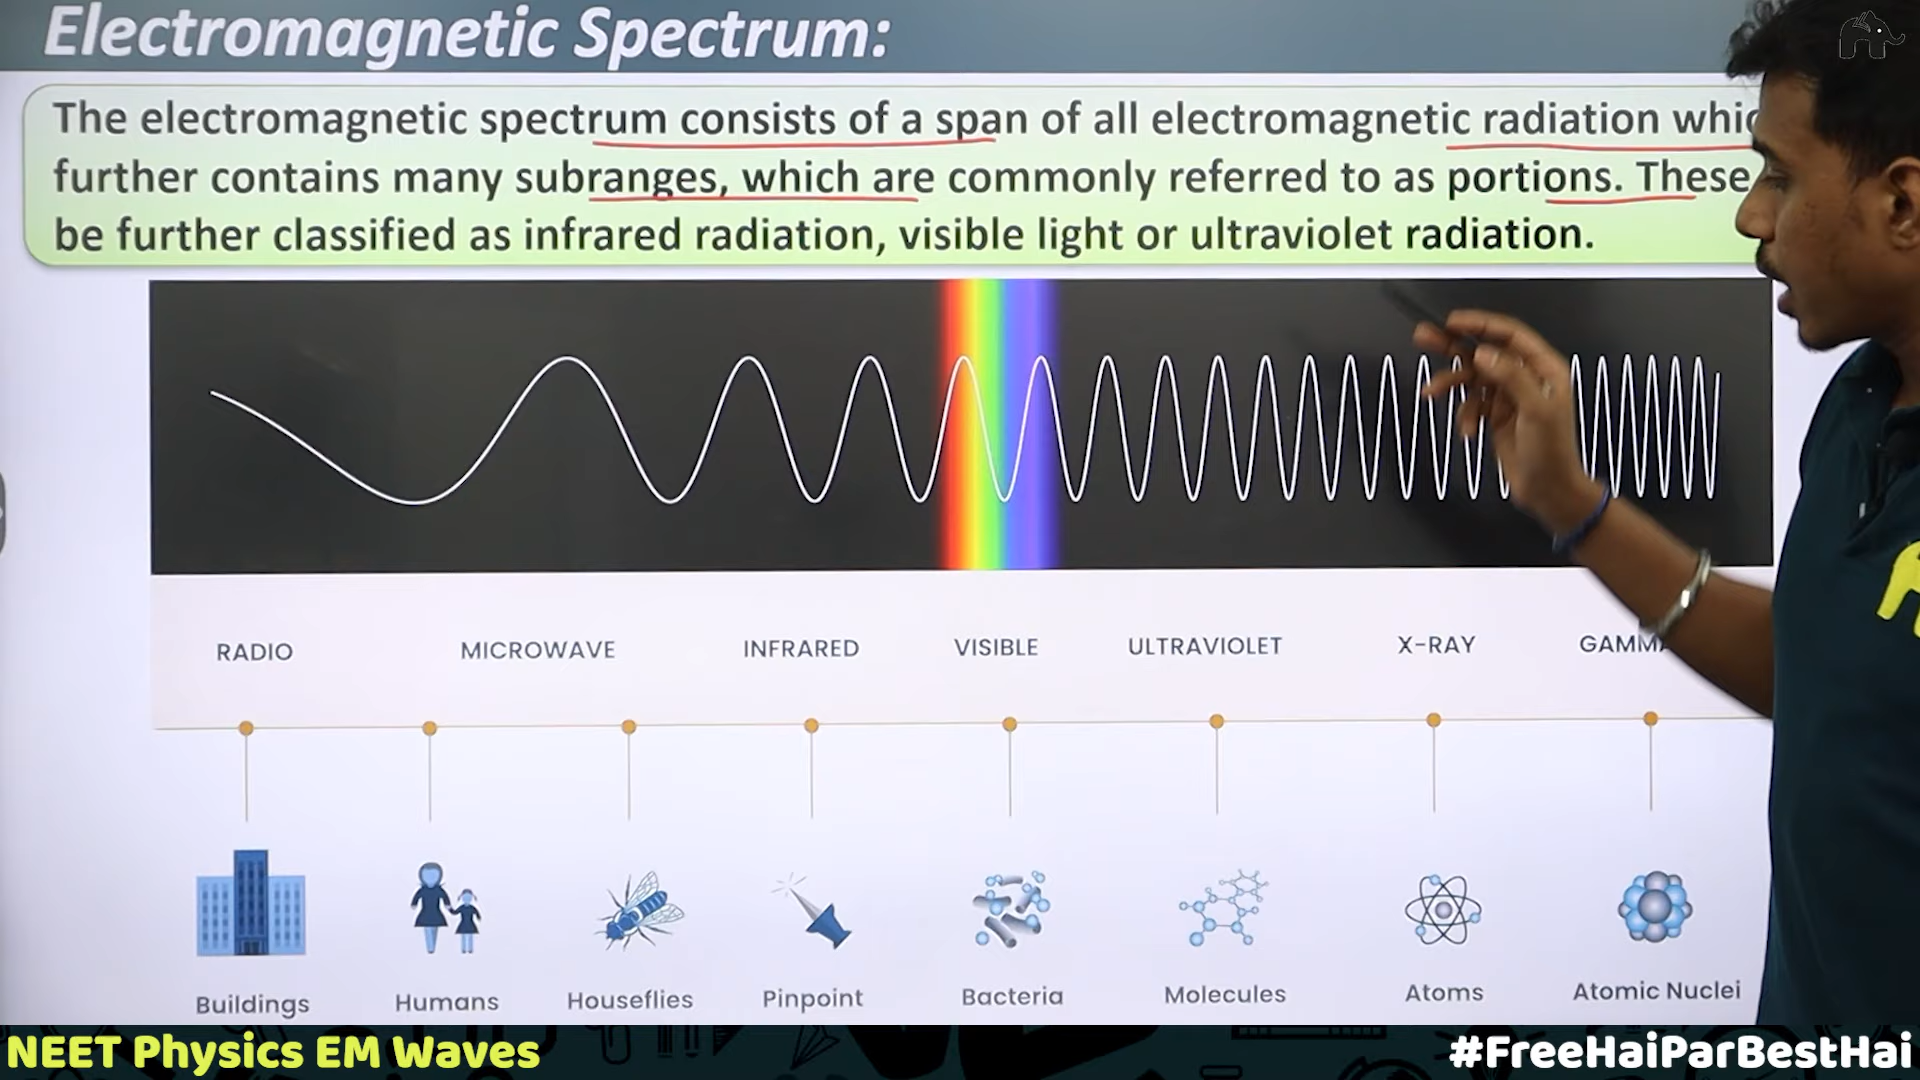 Electromagnetic Spectrum:
The electromagnetic spectrum consists of a span of all electromagnetic radiation
further contains many subranges, which are commonly referred to as portions. These
be further classified as infrared radiation, visible light or ultraviolet radiation.
RADIO MICROWAVE INFRARED VISIBLE ULTRAVIOLET X-RAY
Buildings Humans Houseflies Pinpoint Bacteria Molecules Atoms Atomic Nuclei
NEET Physics EM Waves #FreeHaiParBestHai